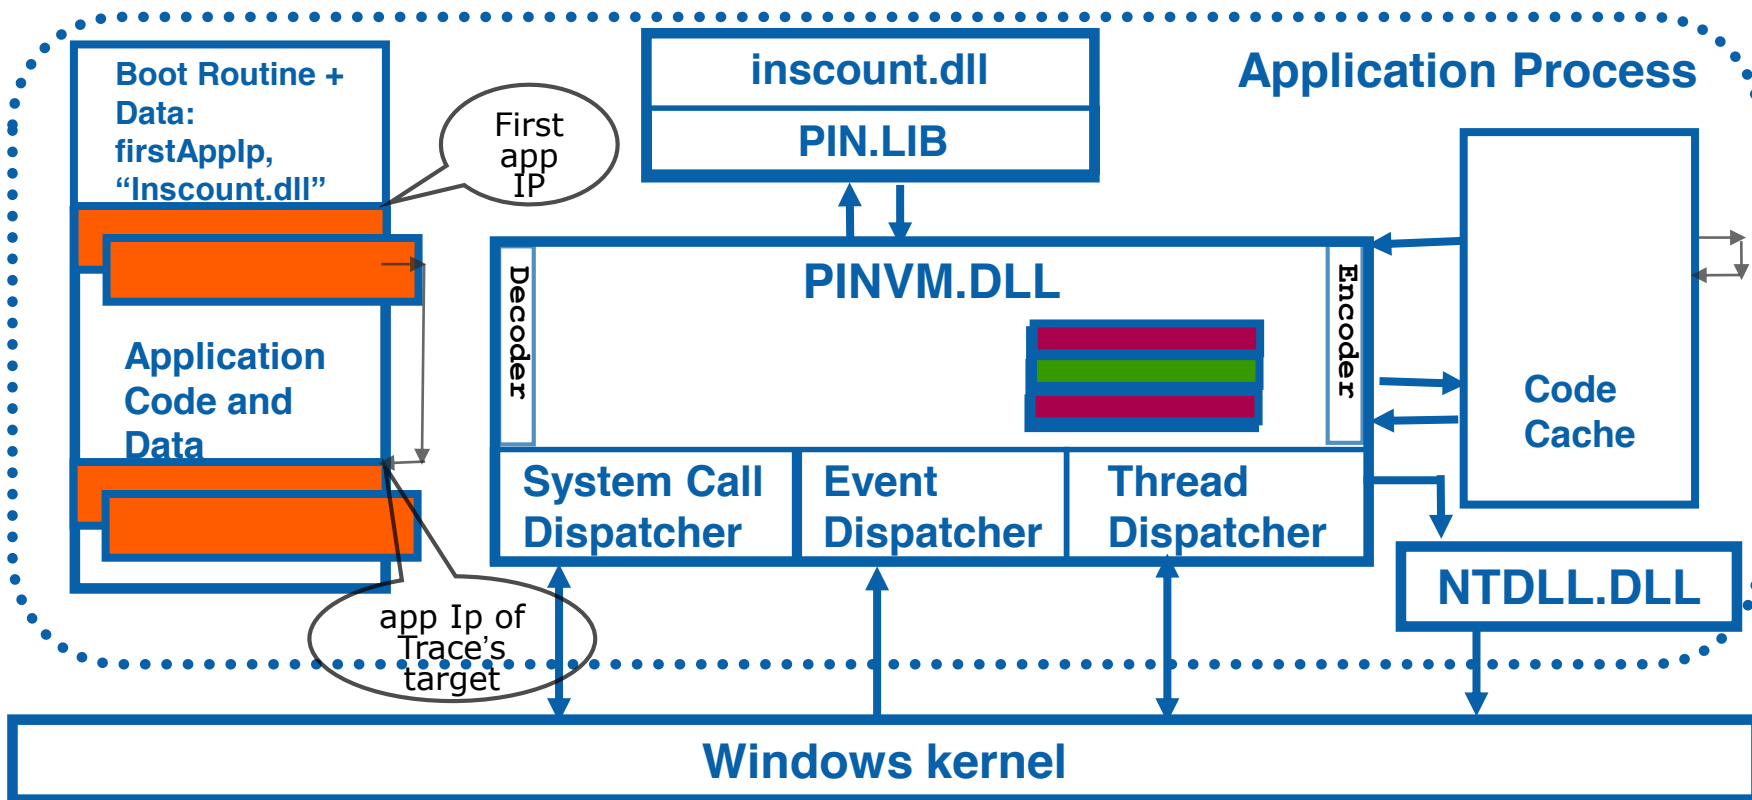 Boot Routine +
Data:
firstAppIp,
“Inscount.dll”
First
app
IP
inscount.dll
PIN.LIB
Application Process
Decoder
PINVM.DLL
Encoder
Application
Code and
Data
Code
Cache
System Call
Dispatcher
Event
Dispatcher
Thread
Dispatcher
NTDLL.DLL
app Ip of
Trace’s
target
Windows kernel